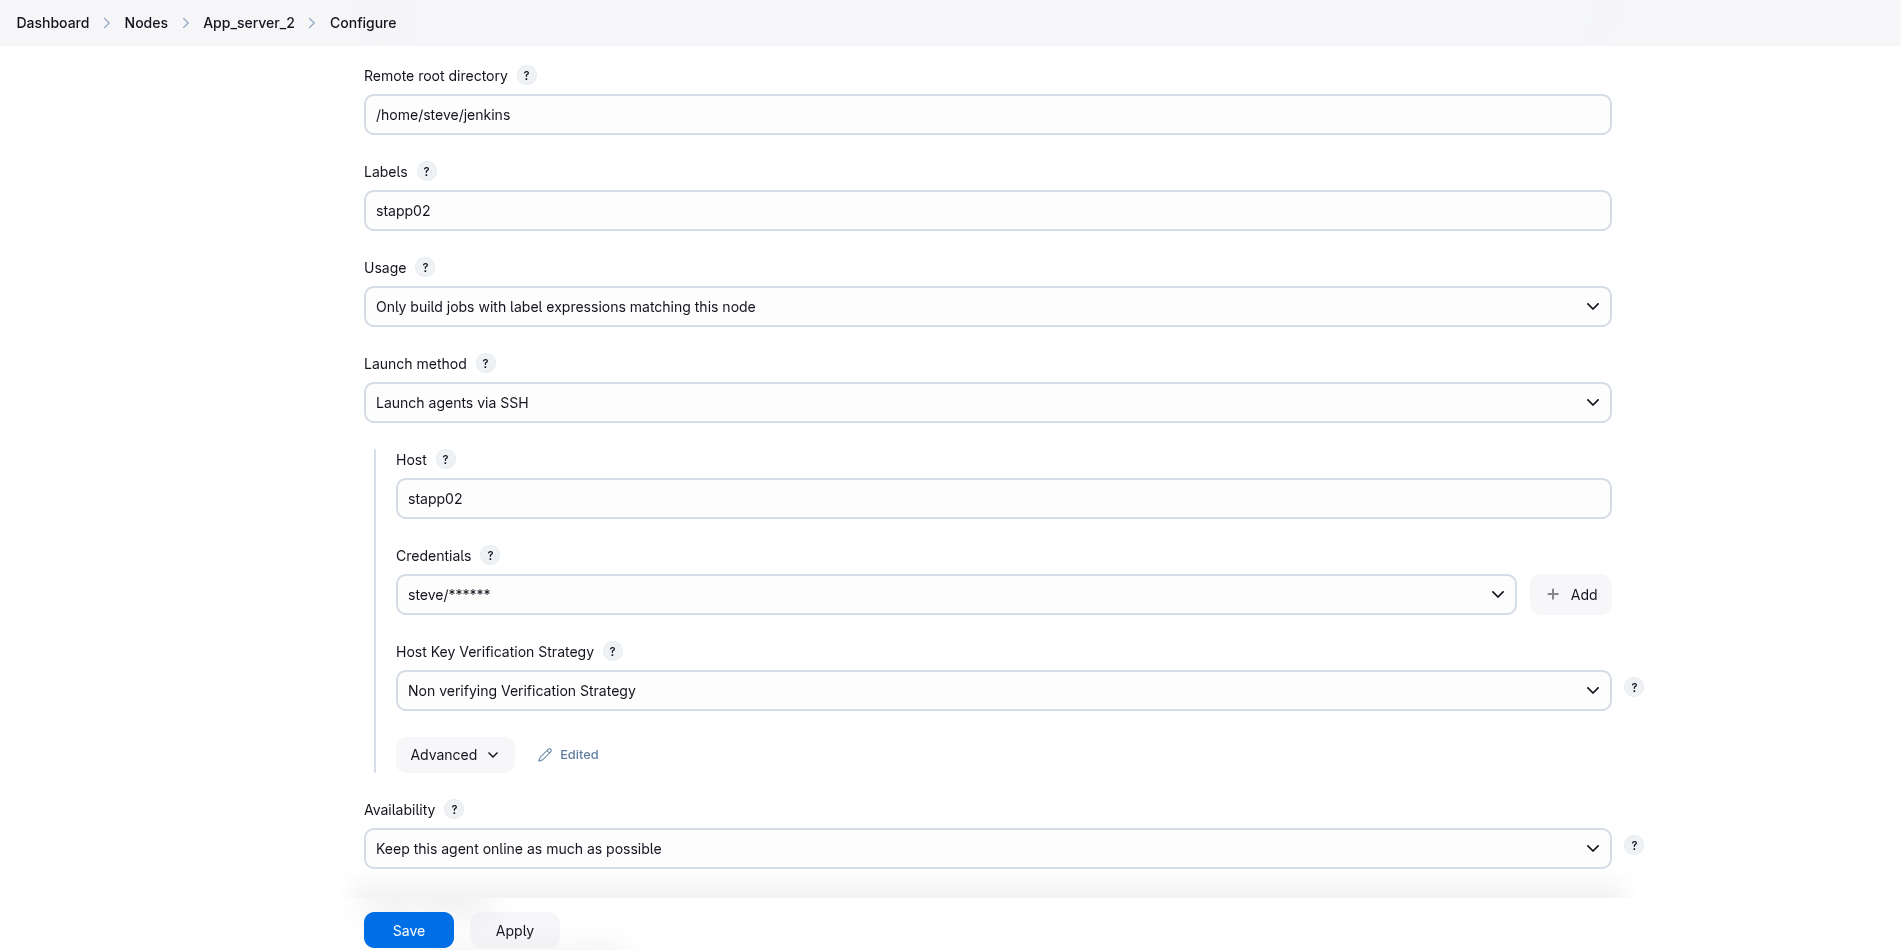 Dashboard > Nodes > App_server_2 > Configure
Remote root directory ?
/home/steve/jenkins
Labels ?
stapp02
Usage ?
Only build jobs with label expressions matching this node
Launch method ?
Launch agents via SSH
Host ?
stapp02
Credentials ?
steve/******
+ Add
Host Key Verification Strategy ?
Non verifying Verification Strategy
?
Advanced
Edited
Availability ?
Keep this agent online as much as possible
?
Save
Apply